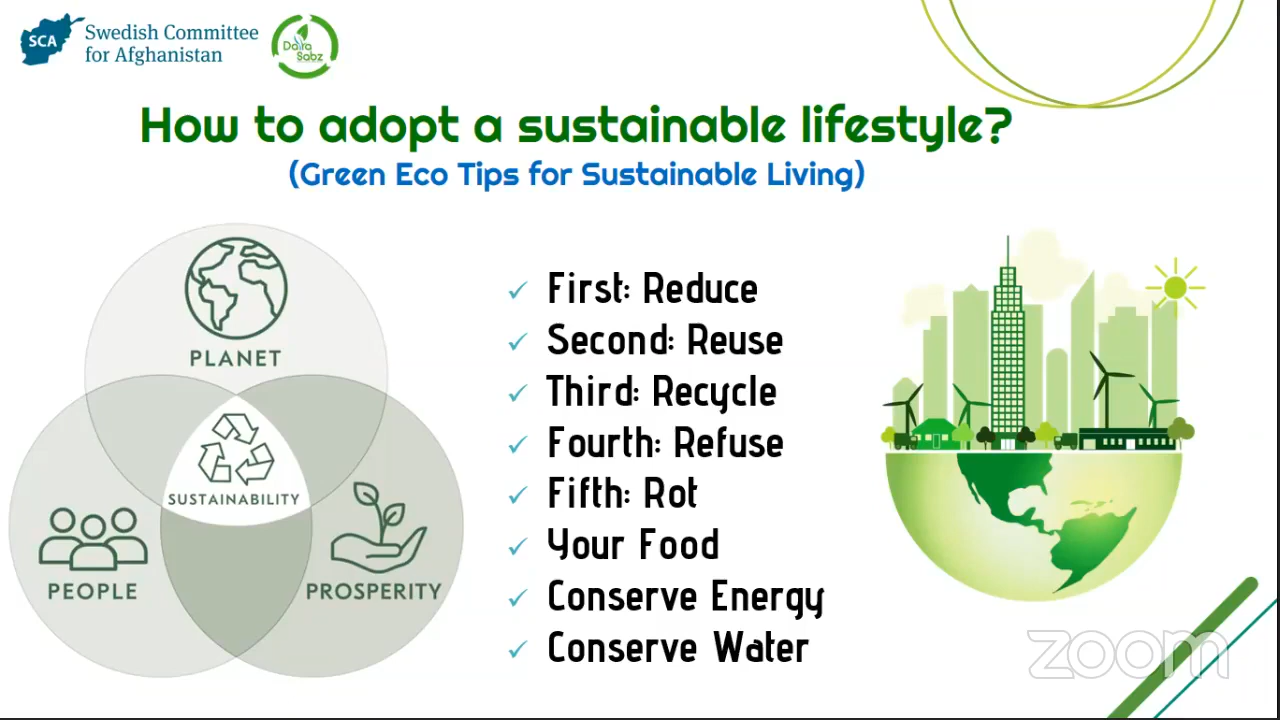 SCA
Swedish Committee
for Afghanistan
Daira
Sabz
How to adopt a sustainable lifestyle?
(Green Eco Tips for Sustainable Living)
PLANET
SUSTAINABILITY
PEOPLE
PROSPERITY
✓ First: Reduce
✓ Second: Reuse
✓ Third: Recycle
✓ Fourth: Refuse
✓ Fifth: Rot
✓ Your Food
✓ Conserve Energy
✓ Conserve Water
zoom